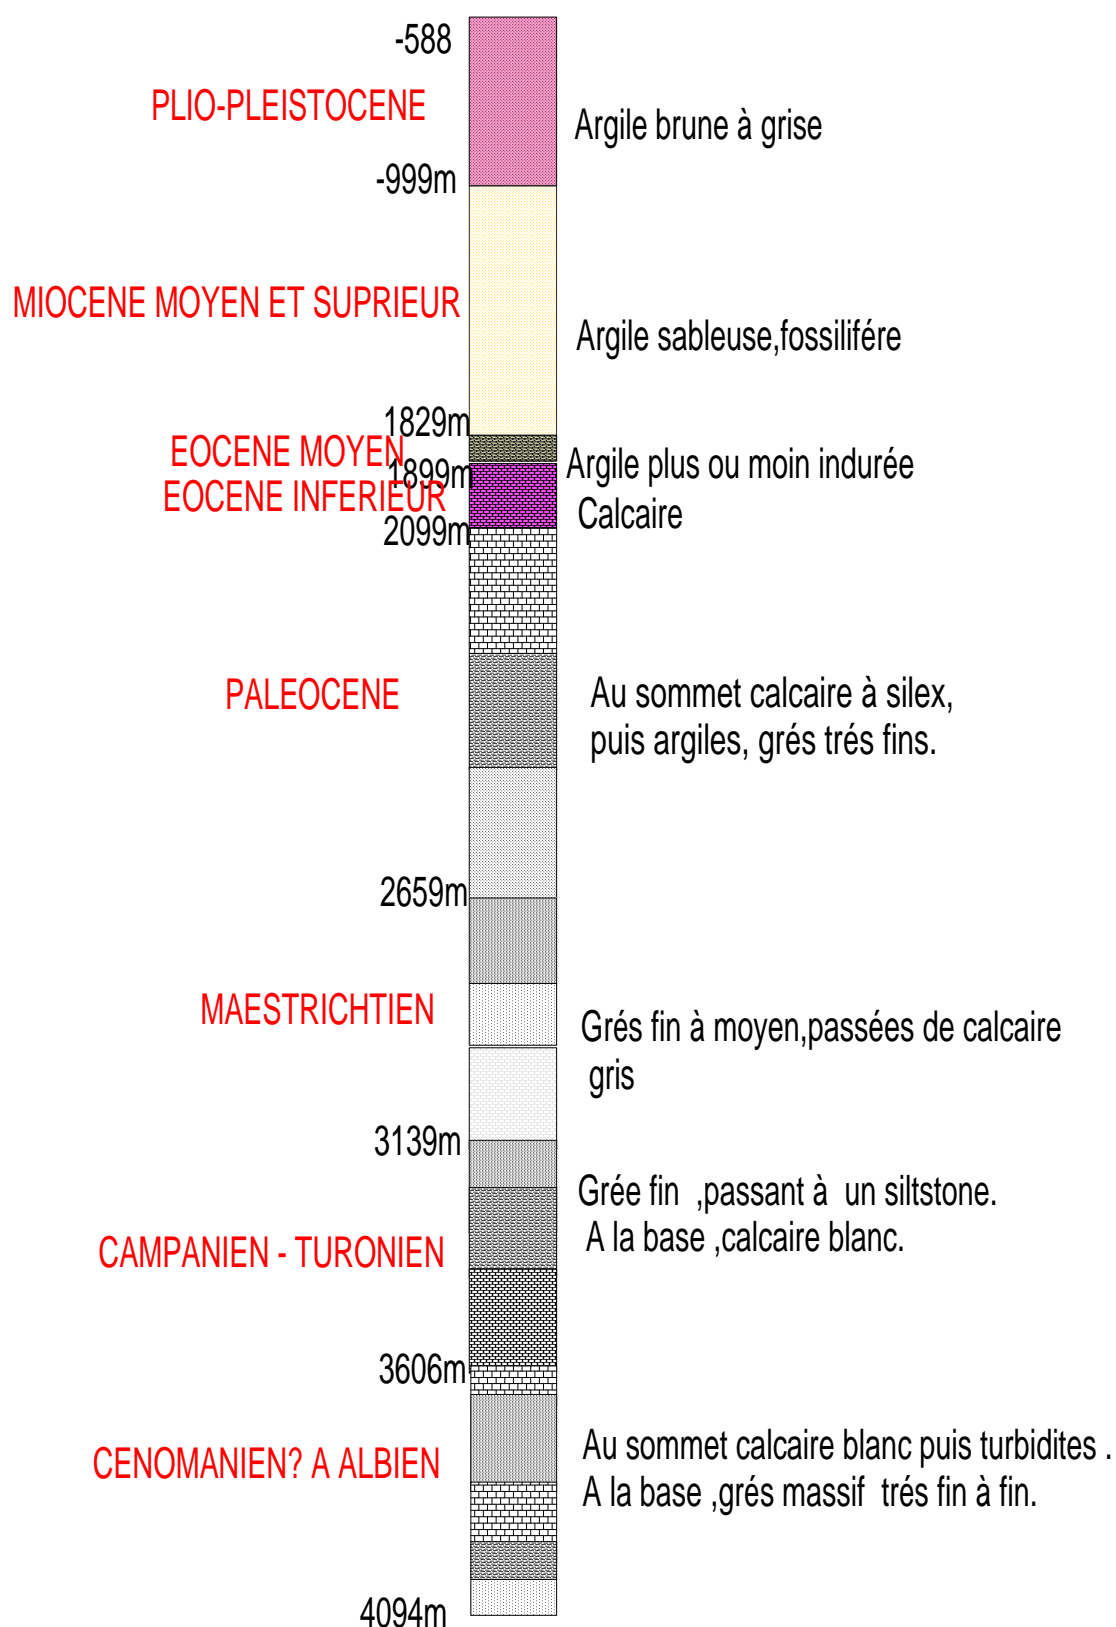 -588
PLIO-PLEISTOCENE
Argile brune à grise
-999m
MIOCENE MOYEN ET SUPRIEUR
Argile sableuse,fossilifére
1829m
EOCENE MOYEN
Argile plus ou moin indurée
1899m
EOCENE INFERIEUR
Calcaire
2099m
PALEOCENE
Au sommet calcaire à silex,
puis argiles, grés trés fins.
2659m
MAESTRICHTIEN
Grés fin à moyen,passées de calcaire
gris
3139m
Grée fin ,passant à un siltstone.
A la base ,calcaire blanc.
CAMPANIEN - TURONIEN
3606m
CENOMANIEN? A ALBIEN
Au sommet calcaire blanc puis turbidites .
A la base ,grés massif trés fin à fin.
4094m